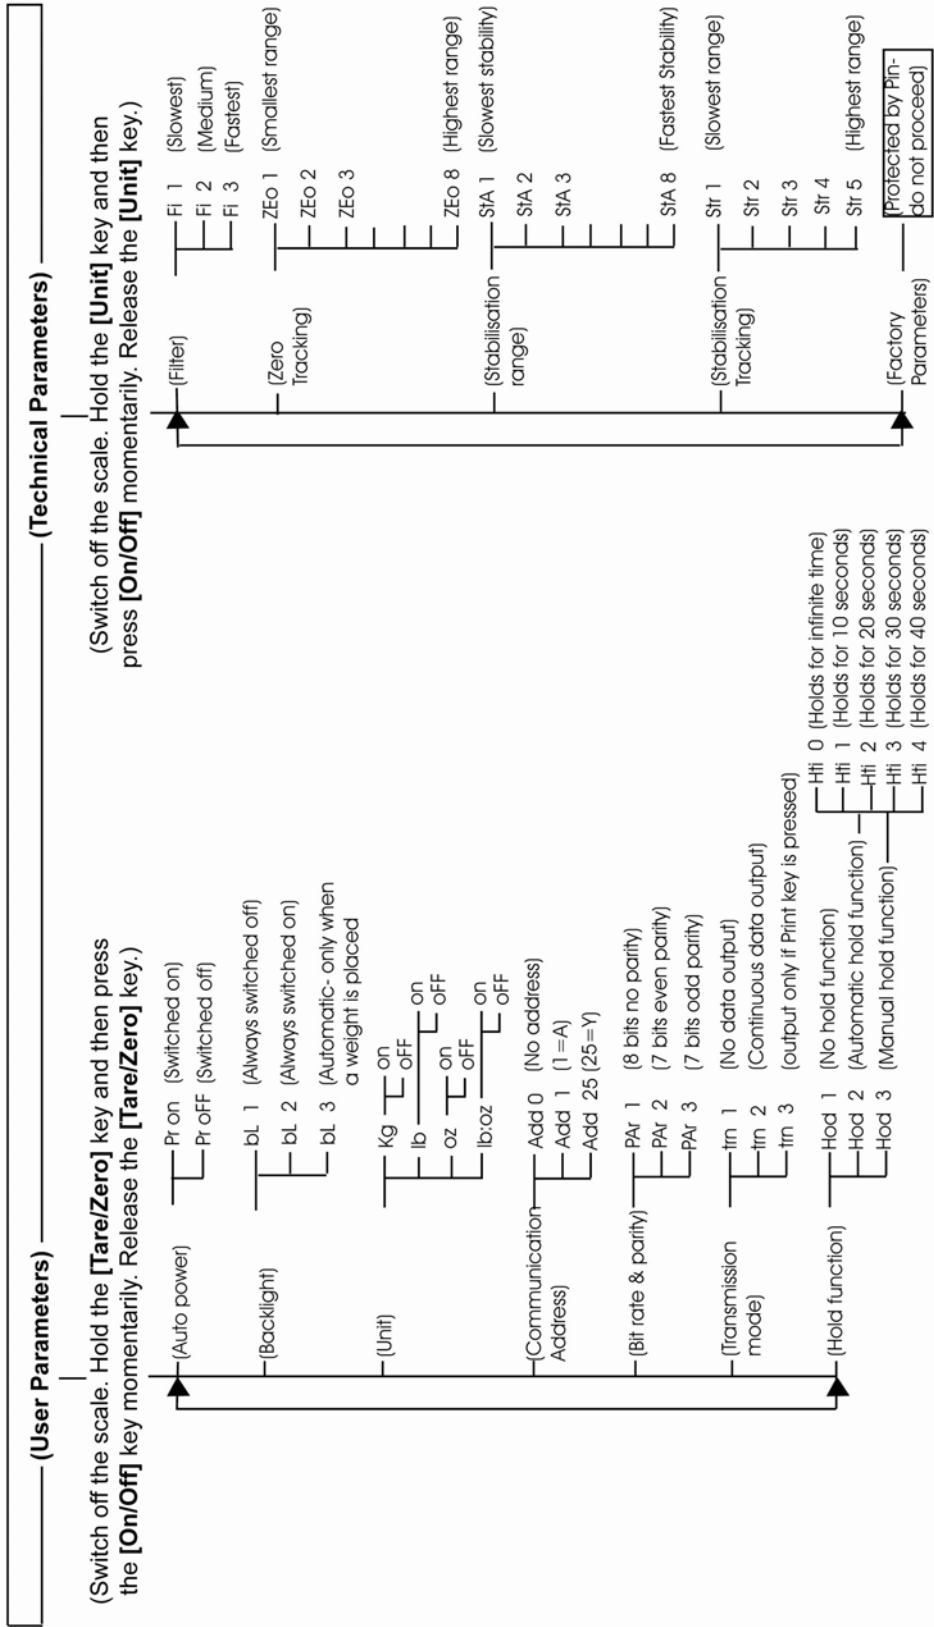 (User Parameters)
(Switch off the scale. Hold the [Tare/Zero] key and then press
the [On/Off] key momentarily. Release the [Tare/Zero] key.)
(Auto power)
Pr on (Switched on)
Pr oFF (Switched off)
(Backlight)
bL 1 (Always switched off)
bL 2 (Always switched on)
bL 3 (Automatic- only when
a weight is placed
(Unit)
Kg
on
oFF
lb
on
oFF
oz
on
oFF
lb:oz
on
oFF
(Communication
Address)
Add 0 (No address)
Add 1 (1=A)
Add 25 (25=Y)
(Bit rate & parity)
PAr 1 (8 bits no parity)
PAr 2 (7 bits even parity)
PAr 3 (7 bits odd parity)
(Transmission
mode)
trn 1 (No data output)
trn 2 (Continuous data output)
trn 3 (output only if Print key is pressed)
(Hold function)
Hod 1 (No hold function)
Hod 2 (Automatic hold function)
Hod 3 (Manual hold function)
Hti 0 (Holds for infinite time)
Hti 1 (Holds for 10 seconds)
Hti 2 (Holds for 20 seconds)
Hti 3 (Holds for 30 seconds)
Hti 4 (Holds for 40 seconds)
(Technical Parameters)
(Switch off the scale. Hold the [Unit] key and then
press [On/Off] momentarily. Release the [Unit] key.)
(Filter)
Fi 1 (Slowest)
Fi 2 (Medium)
Fi 3 (Fastest)
(Zero
Tracking)
ZEo 1 (Smallest range)
ZEo 2
ZEo 3
ZEo 8 (Highest range)
(Stabilisation
range)
StA 1 (Slowest stability)
StA 2
StA 3
StA 8 (Fastest Stability)
(Stabilisation
Tracking)
Str 1 (Slowest range)
Str 2
Str 3
Str 4
Str 5 (Highest range)
(Factory
Parameters)
(Protected by Pin-
do not proceed)